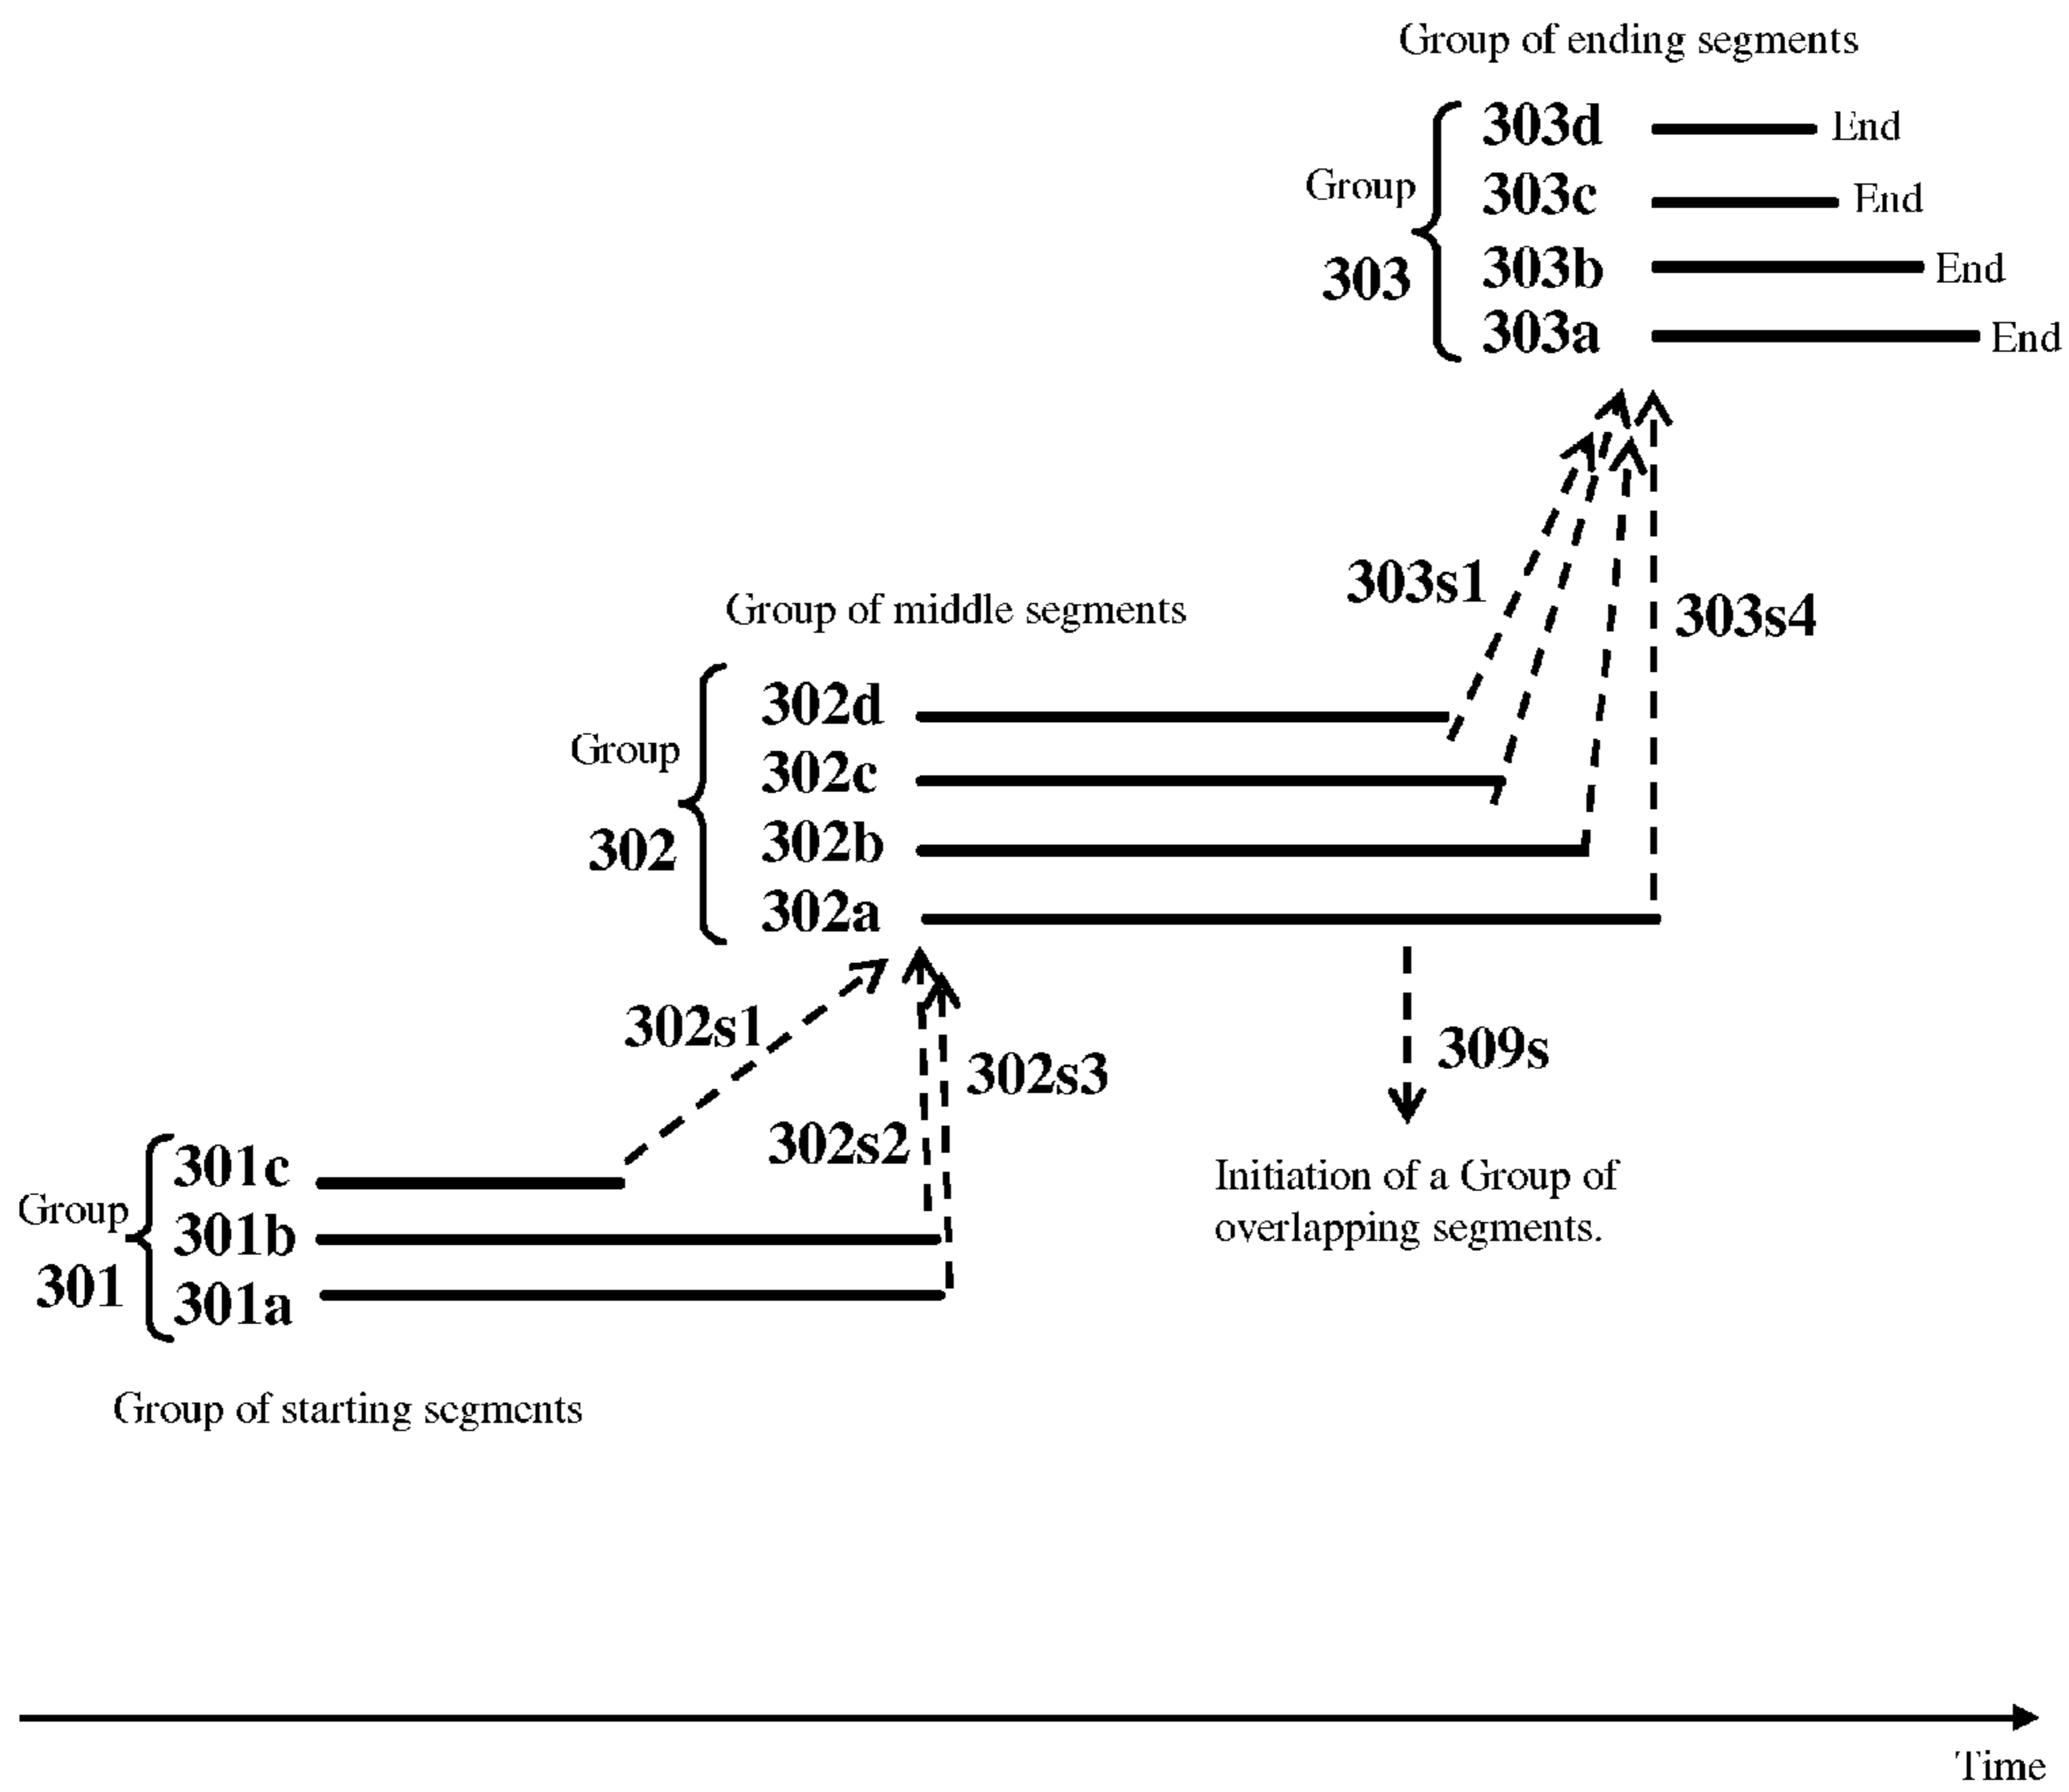 Group of ending segments
303d End
Group 303c End
303 303b End
303a End
303s1
303s4
Group of middle segments
302d
Group 302c
302 302b
302a
302s1
302s3
309s
302s2
Initiation of a Group of
overlapping segments.
301c
Group 301b
301 301a
Group of starting segments
Time